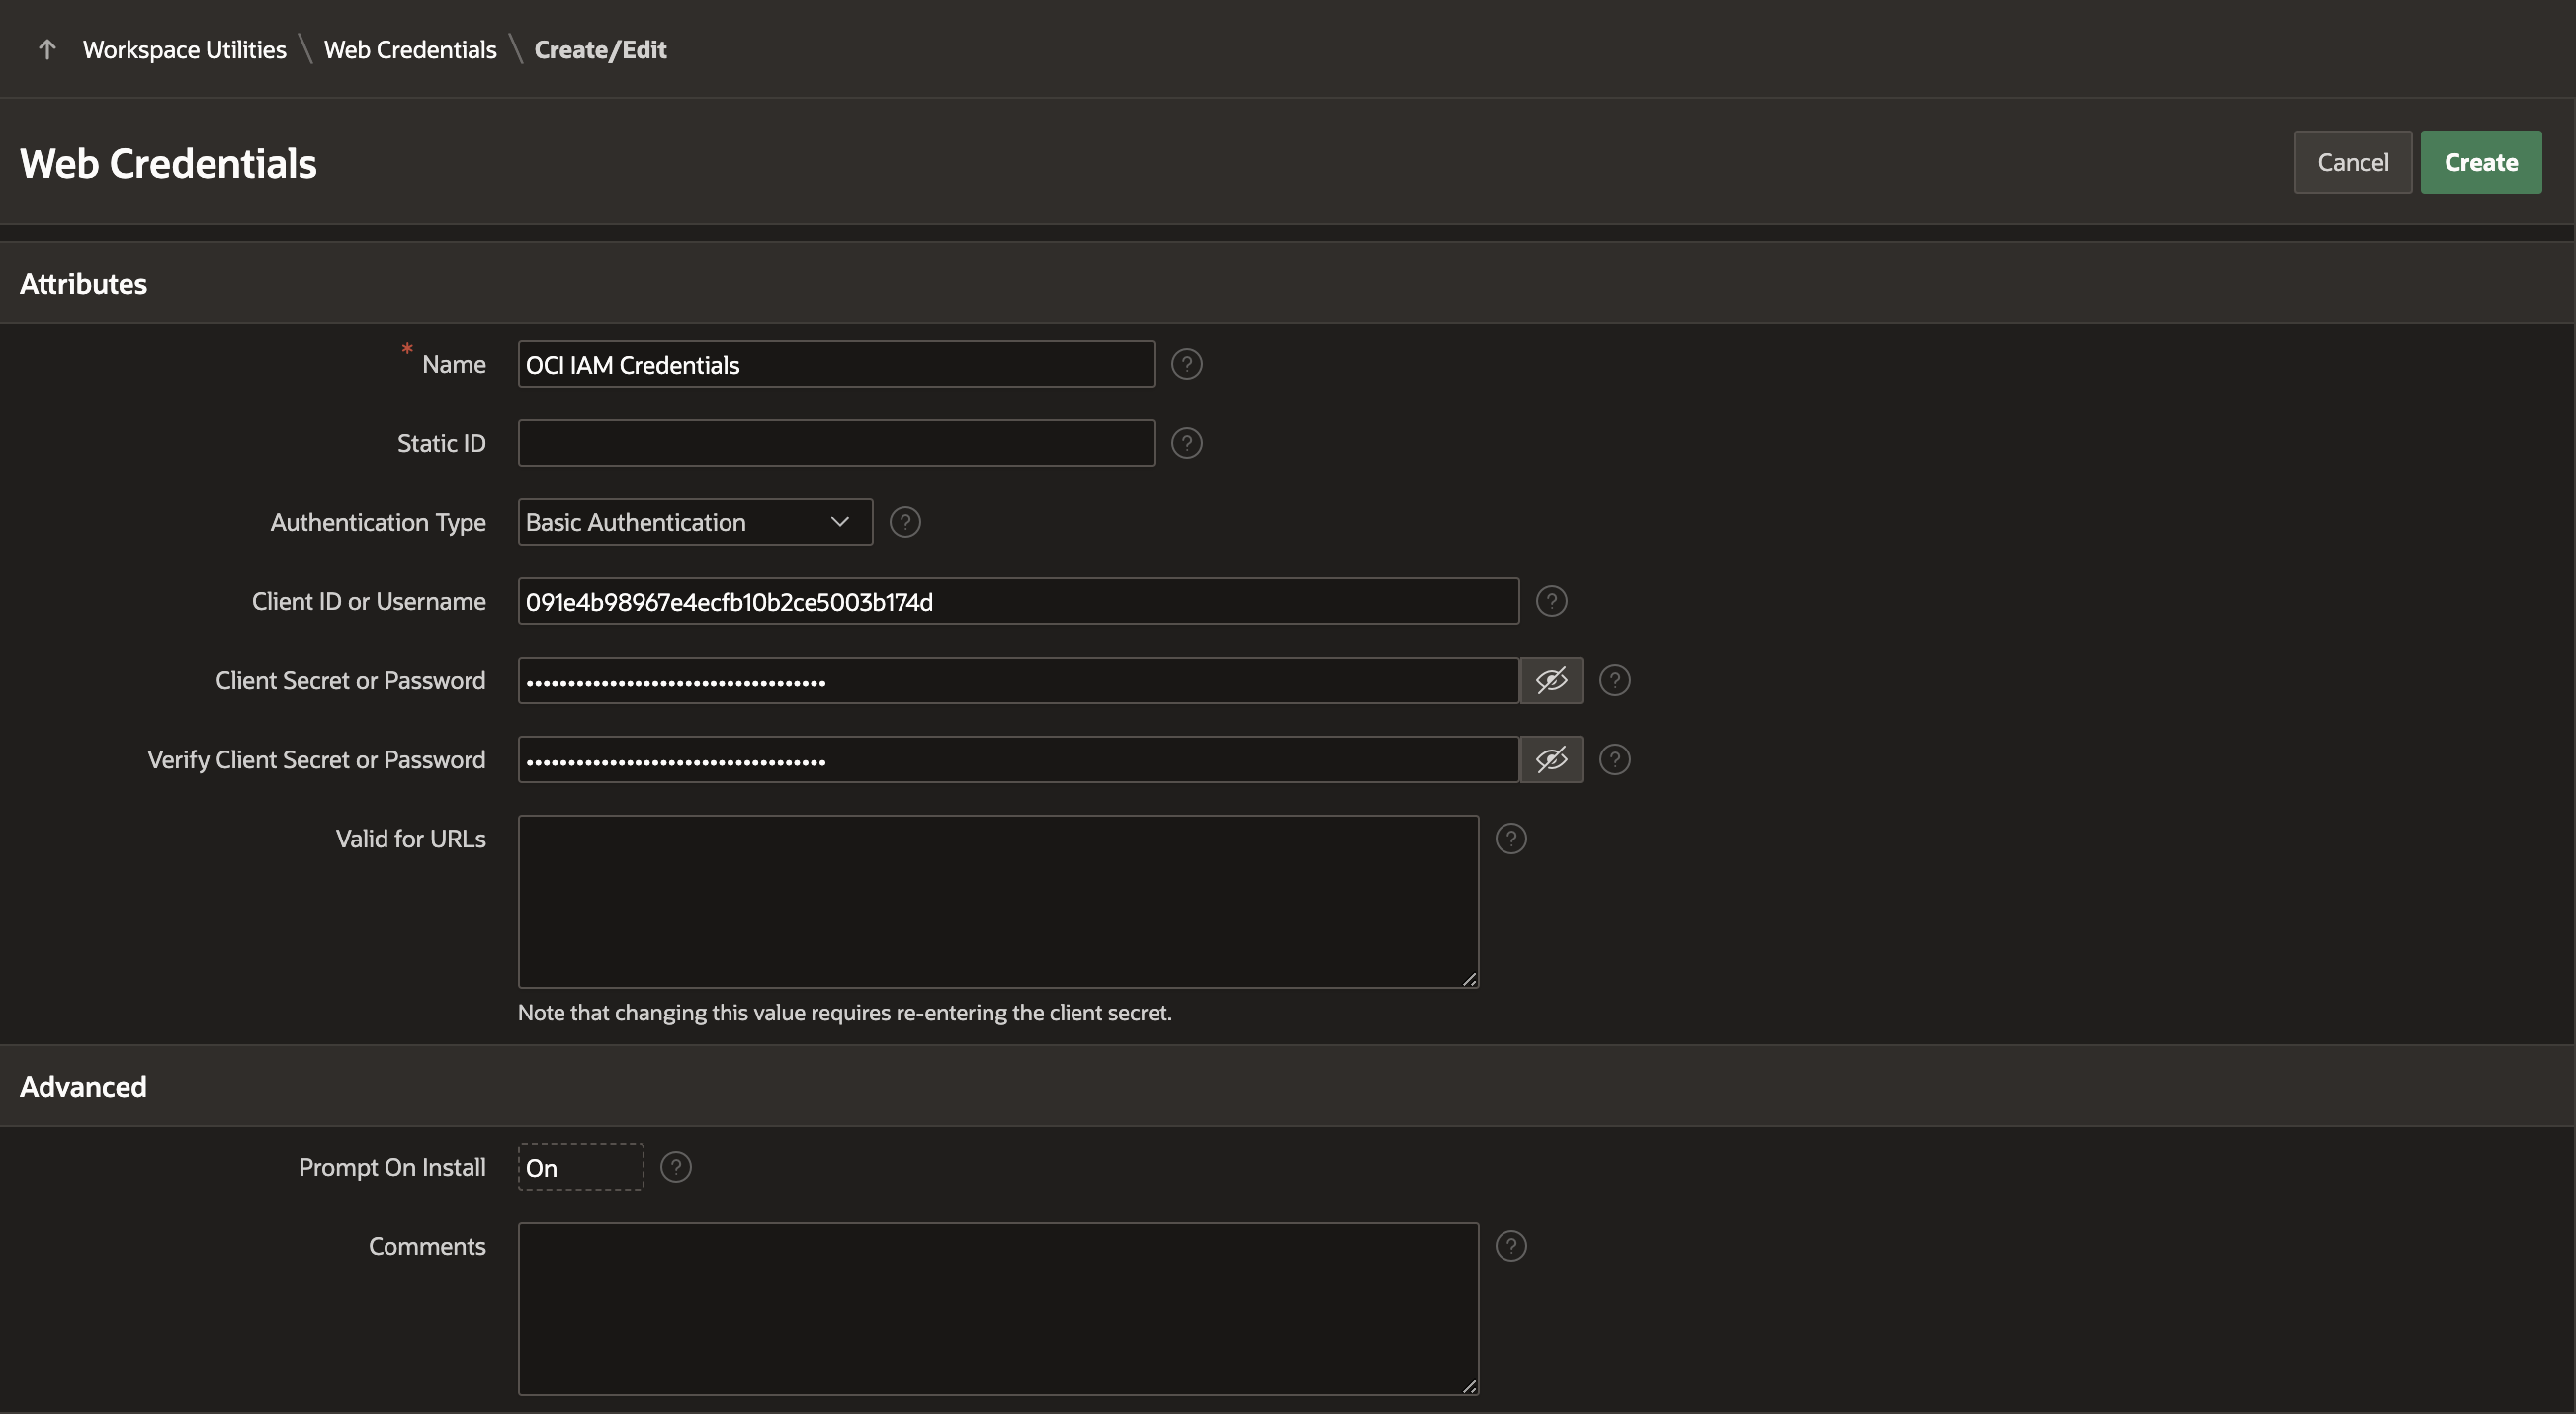 Workspace Utilities \ Web Credentials \ Create/Edit
Web Credentials
Cancel
Create
Attributes
* Name
OCI IAM Credentials
Static ID
Authentication Type
Basic Authentication
Client ID or Username
091e4b98967e4ecfb10b2ce5003b174d
Client Secret or Password
Verify Client Secret or Password
Valid for URLs
Note that changing this value requires re-entering the client secret.
Advanced
Prompt On Install
On
Comments